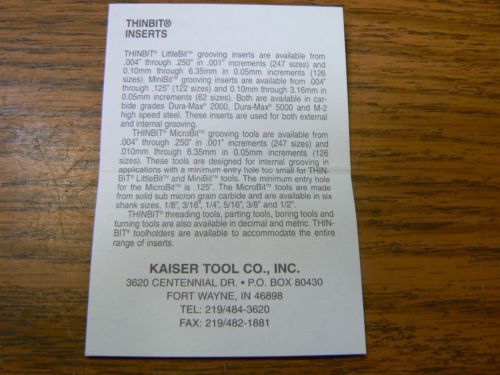 THINBIT®
INSERTS
THINBIT® LittleBit™ grooving inserts are available from
.004" through .250" in .001" increments (247 sizes) and
0.10mm through 6.35mm in 0.05mm increments (126
sizes). MiniBit™ grooving inserts are available from .004"
through .125" (122 sizes) and 0.10mm through 3.16mm in
0.05mm increments (62 sizes). Both are available in car-
bide grades Dura-Max® 2000, Dura-Max® 5000 and M-2
high speed steel. These inserts are used for both external
and internal grooving.
THINBIT® MicroBit™ grooving tools are available from
.004" through .250" in .001" increments (247 sizes) and
.010mm through 6.35mm in 0.05mm increments (126
sizes). These tools are designed for internal grooving in
applications with a minimum entry hole too small for THIN-
BIT® LittleBit™ and MiniBit™ tools. The minimum entry hole
for the MicroBit™ is .125". The MicroBit™ tools are made
from solid sub micron grain carbide and are available in six
shank sizes, 1/8", 3/16", 1/4", 5/16", 3/8" and 1/2".
THINBIT® threading tools, parting tools, boring tools and
turning tools are also available in decimal and metric. THIN-
BIT® toolholders are available to accommodate the entire
range of inserts.
KAISER TOOL CO., INC.
3620 CENTENNIAL DR. • P.O. BOX 80430
FORT WAYNE, IN 46898
TEL: 219/484-3620
FAX: 219/482-1881